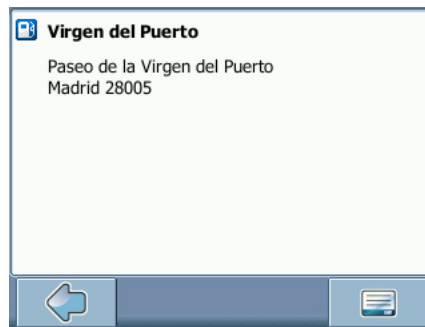 Virgen del Puerto
Paseo de la Virgen del Puerto
Madrid 28005